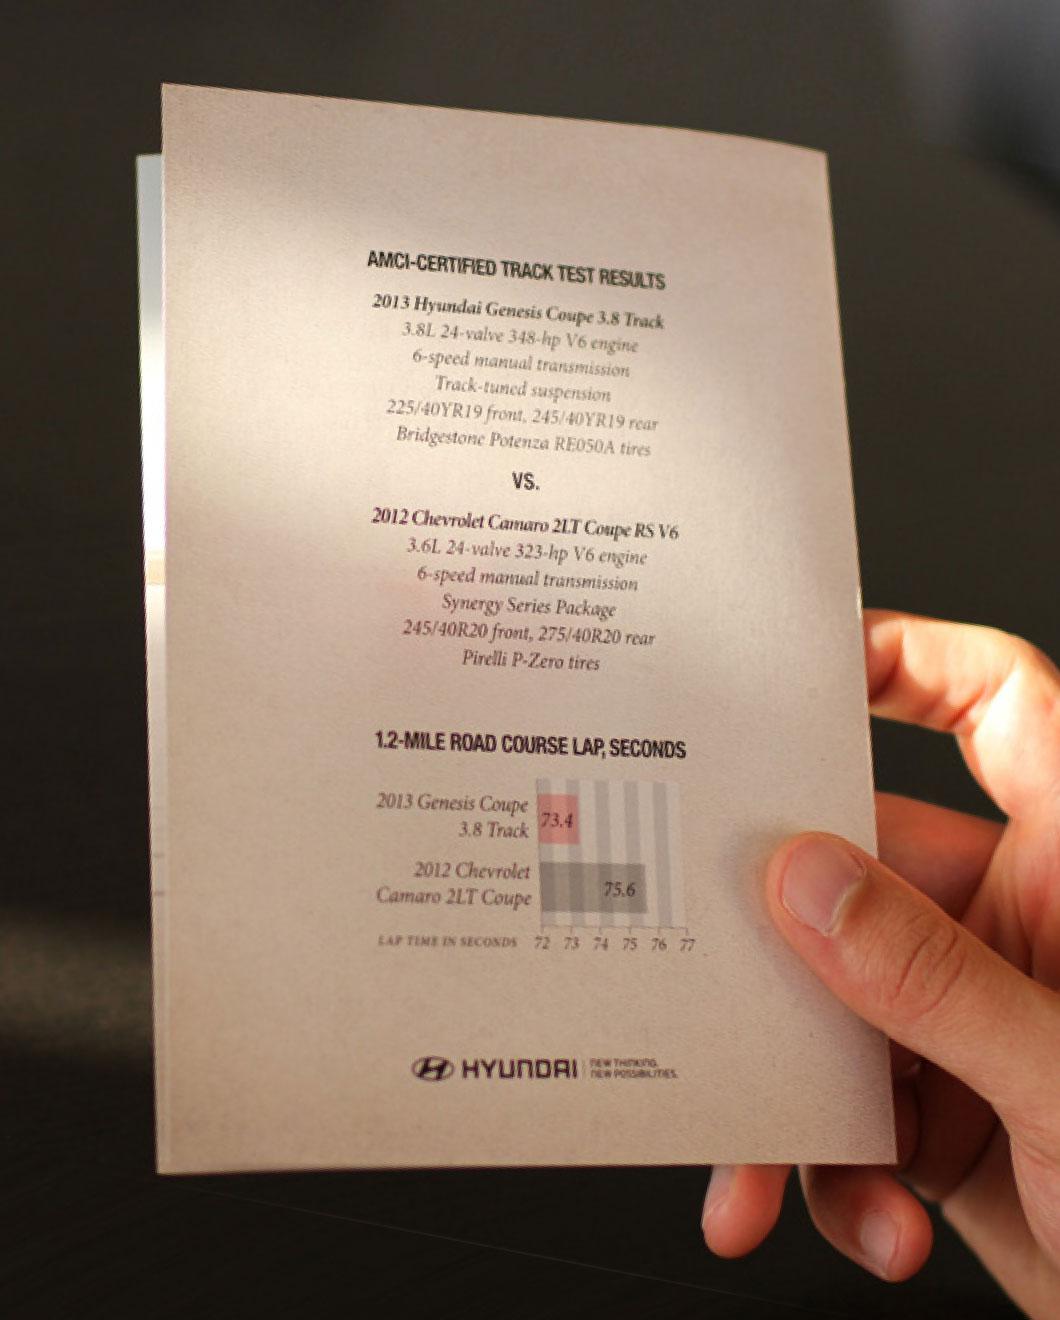 AMCI-CERTIFIED TRACK TEST RESULTS
2013 Hyundai Genesis Coupe 3.8 Track
3.8L 24-valve 348-hp V6 engine
6-speed manual transmission
Track-tuned suspension
225/40YR19 front, 245/40YR19 rear
Bridgestone Potenza RE050A tires
VS.
2012 Chevrolet Camaro 2LT Coupe RS V6
3.6L 24-valve 323-hp V6 engine
6-speed manual transmission
Synergy Series Package
245/40R20 front, 275/40R20 rear
Pirelli P-Zero tires
1.2-MILE ROAD COURSE LAP, SECONDS
2013 Genesis Coupe
3.8 Track
73.4
2012 Chevrolet
Camaro 2LT Coupe
75.6
LAP TIME IN SECONDS 72 73 74 75 76 77
HYUNDAI
NEW THINKING.
NEW POSSIBILITIES.